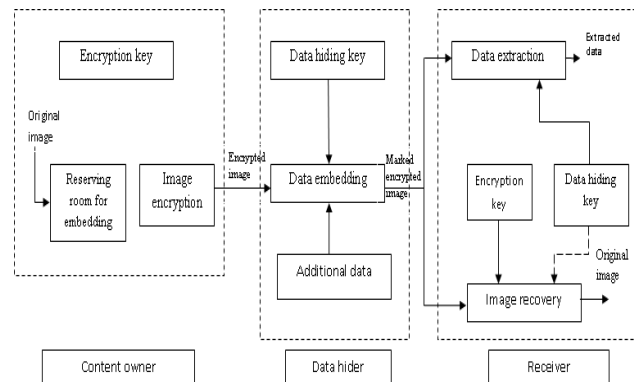 Encryption key
Original
image
Reserving
room for
embedding
Image
encryption
Encrypted
image
Data hiding key
Data embedding
Additional data
Marked
encrypted
image
Data extraction
Extracted
data
Encryption
key
Data hiding
key
Original
image
Image recovery
Content owner
Data hider
Receiver